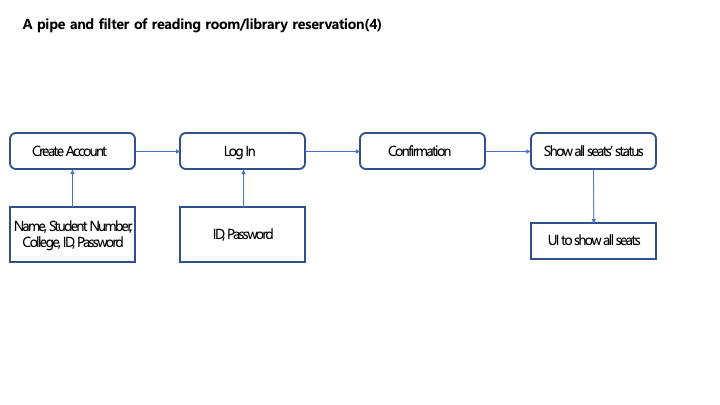 A pipe and filter of reading room/library reservation(4)
Create Account
Log In
Confirmation
Show all seats' status
Name, Student Number,
College, ID, Password
ID, Password
UI to show all seats